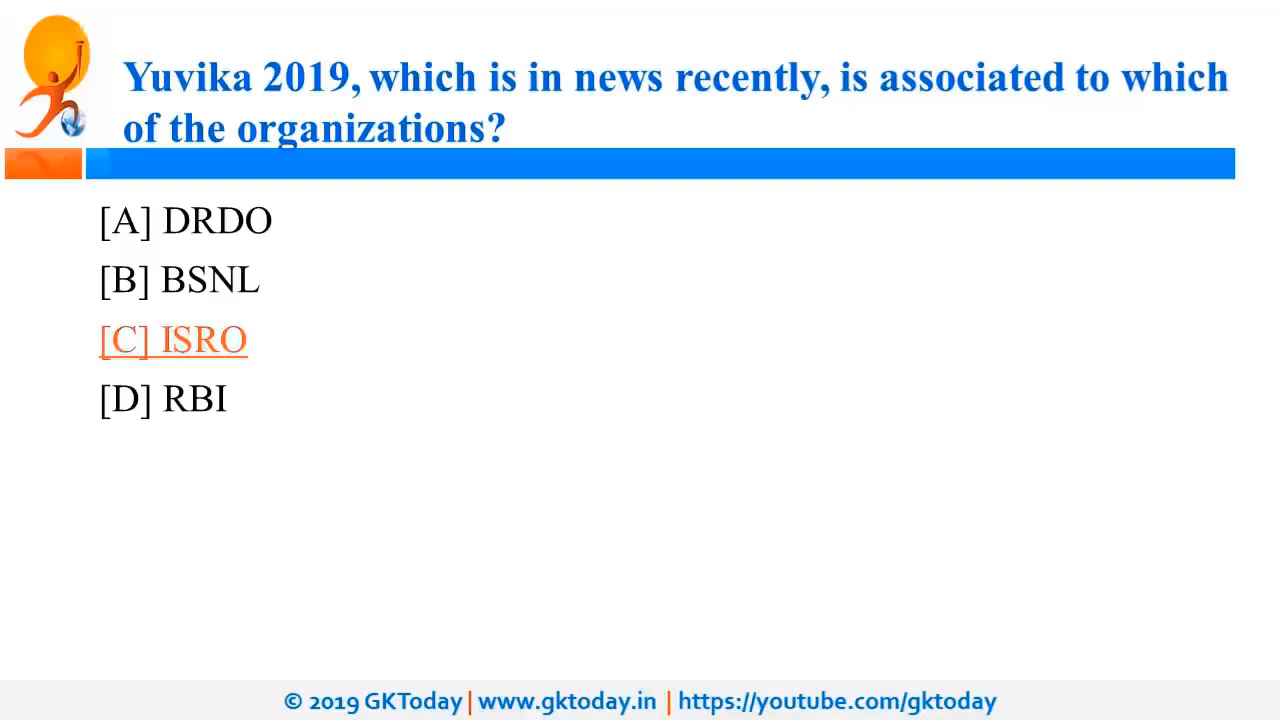 Yuvika 2019, which is in news recently, is associated to which
of the organizations?
[A] DRDO
[B] BSNL
[C] ISRO
[D] RBI
© 2019 GKToday | www.gktoday.in | https://youtube.com/gktoday